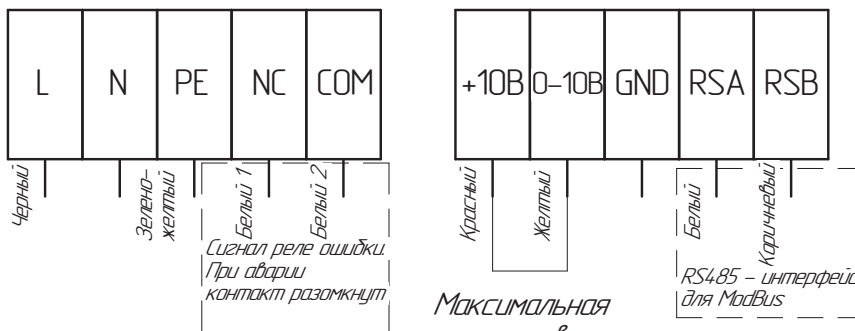 L N PE NC COM
+10В 0-10В GND RSA RSB
Черный
Зелено-
желтый
Белый 1
Белый 2
Красный
Желтый
Белый
Коричневый
Сигнал реле ошибки.
При аварии
контакт разомкнут
RS485 - интерфейс
для ModBus
Максимальная